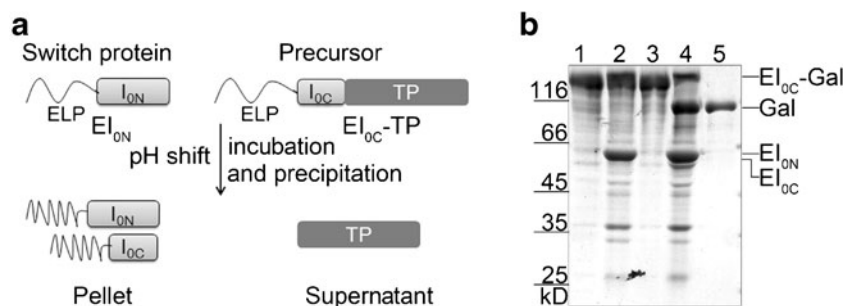 a
Switch protein
Precursor
I0N
I0C
TP
ELP
ELP
EI0N
EI0C-TP
pH shift
incubation
and precipitation
I0N
I0C
TP
Pellet
Supernatant
b
1 2 3 4 5
116
66
45
35
25
kD
EI0C-Gal
Gal
EI0N
EI0C